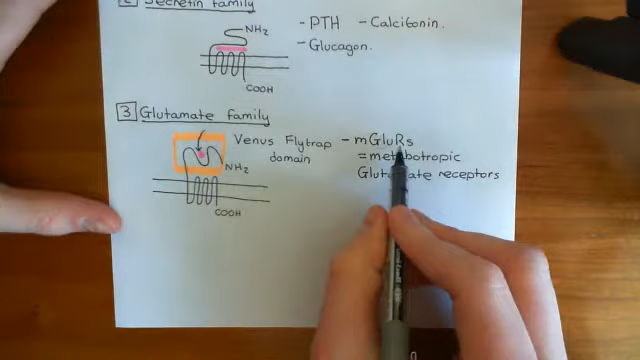 2 Secretin family
NH2
COOH
- PTH - Calcitonin.
- Glucagon.
3 Glutamate family
Venus Flytrap
domain
NH2
COOH
- mGluRs
= metabotropic
Glutamate receptors